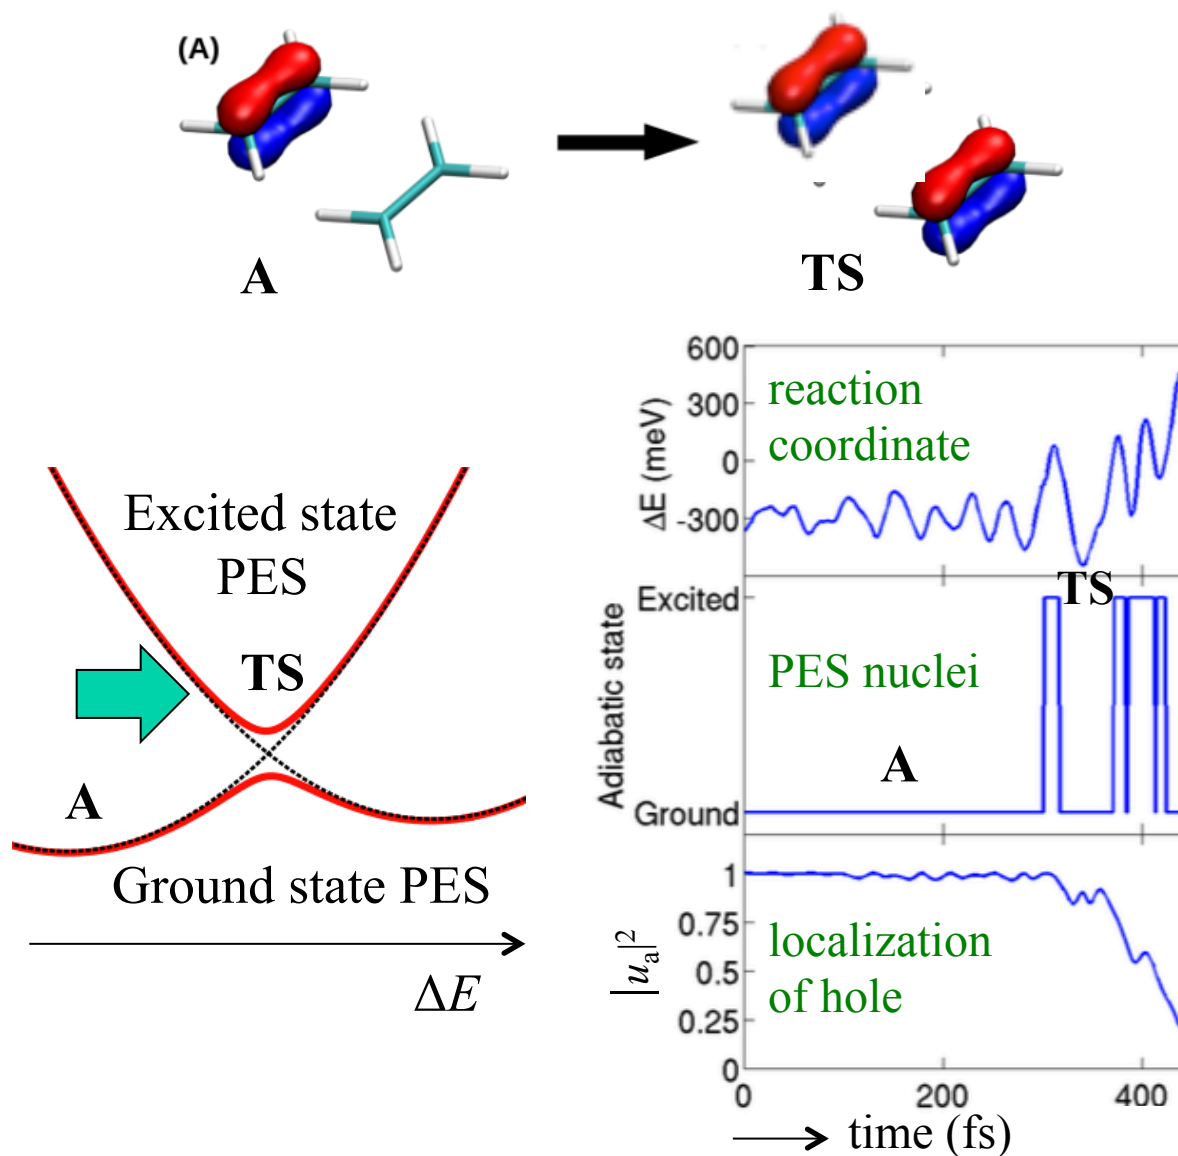 (A)
A
TS
Excited state
PES
TS
A
Ground state PES
ΔE
600
300
0
-300
ΔE (meV)
reaction
coordinate
TS
Excited
Ground
Adiabatic state
PES nuclei
A
1
0.75
0.5
0.25
0
|uₐ|²
localization
of hole
0
200
400
time (fs)